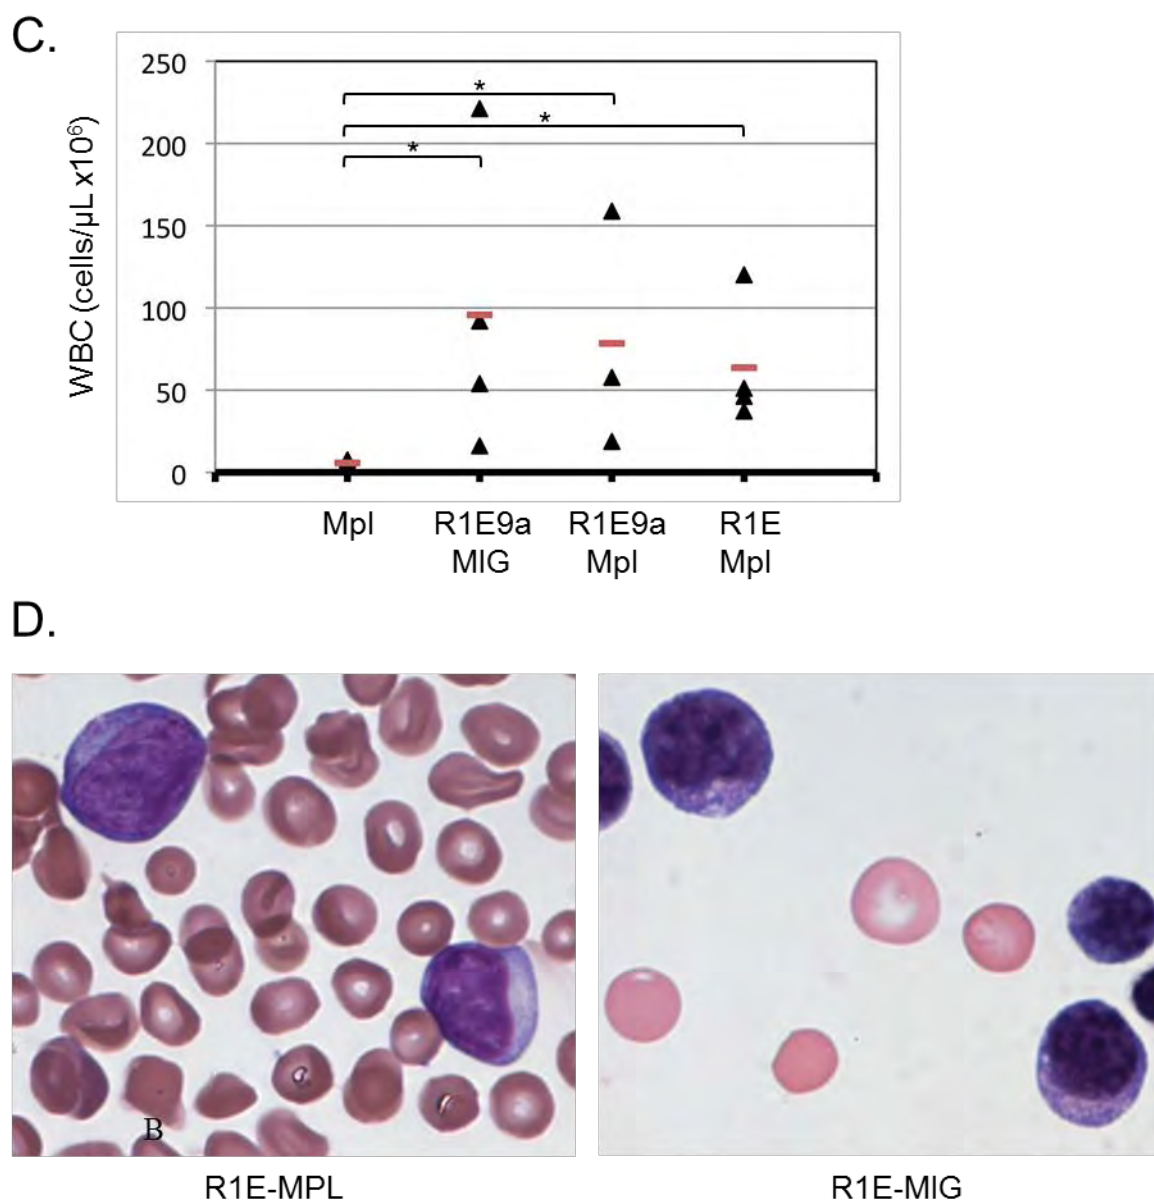 C.
250
200
150
100
50
0
WBC (cells/µL x10⁶)
*
*
*
Mpl
R1E9a
MIG
R1E9a
Mpl
R1E
Mpl
D.
B
R1E-MPL
R1E-MIG